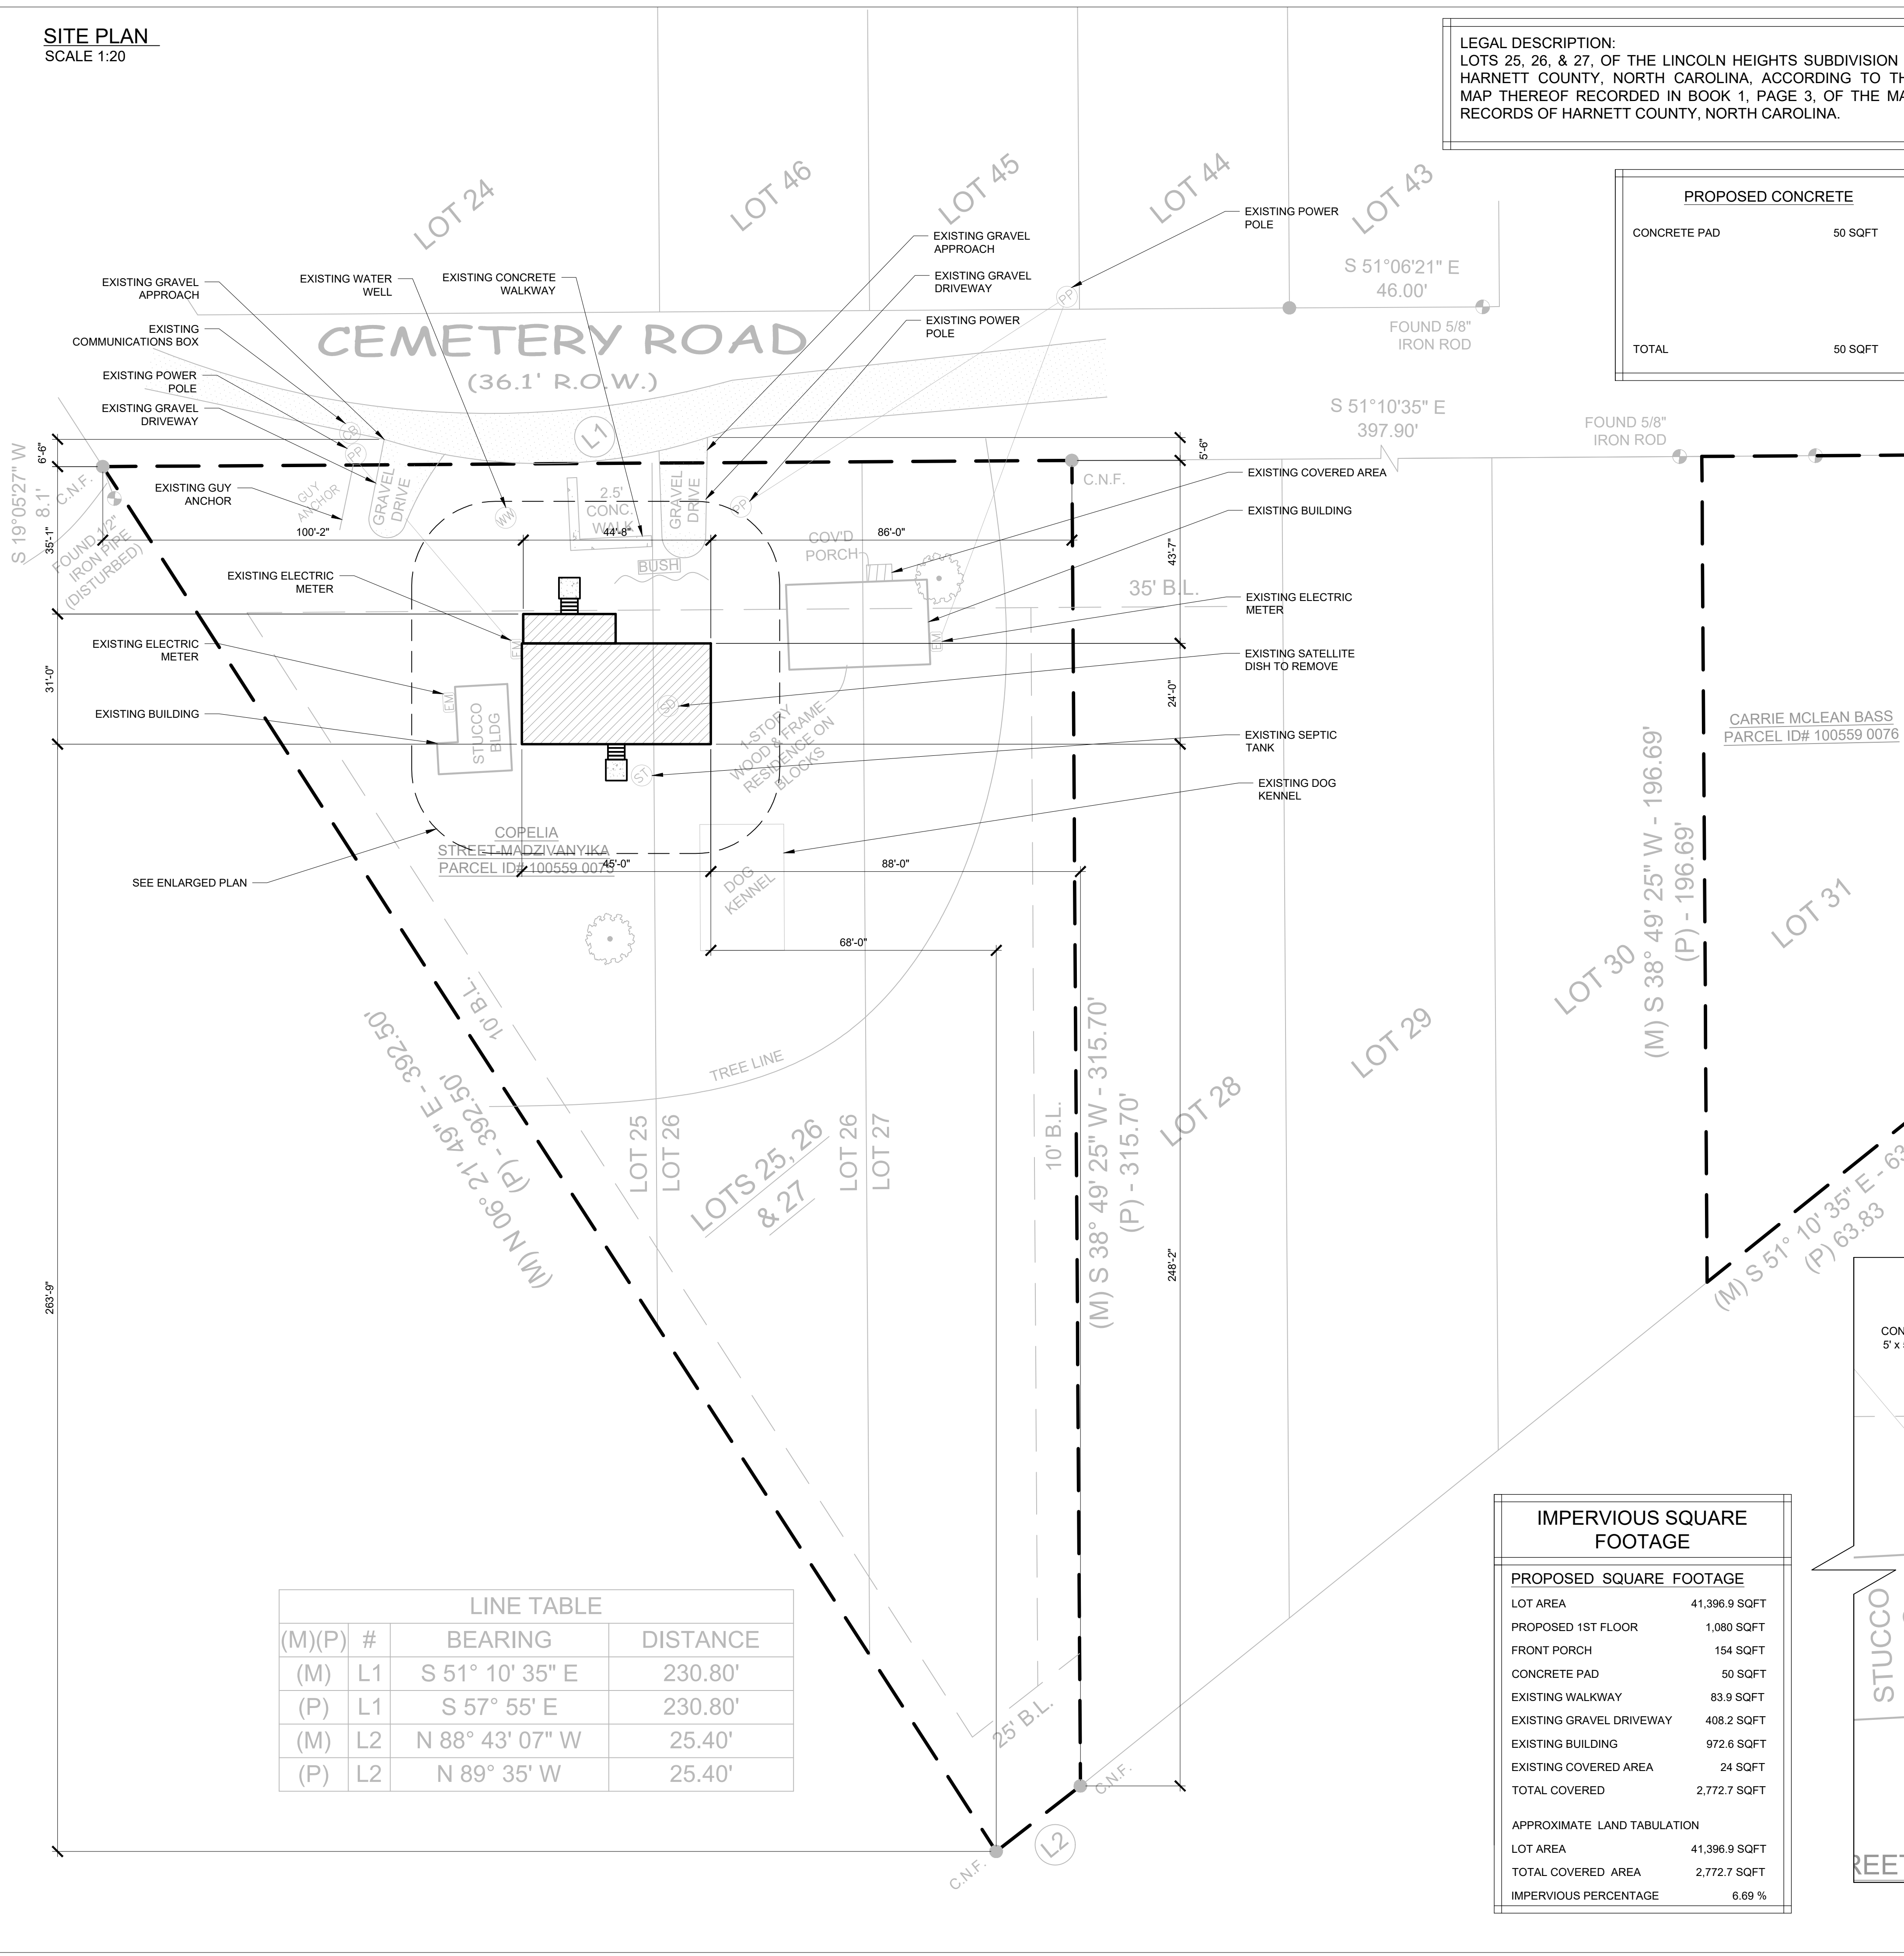 SITE PLAN
SCALE 1:20
LEGAL DESCRIPTION:
LOTS 25, 26, & 27, OF THE LINCOLN HEIGHTS SUBDIVISION
HARNETT COUNTY, NORTH CAROLINA, ACCORDING TO
MAP THEREOF RECORDED IN BOOK 1, PAGE 3, OF THE
RECORDS OF HARNETT COUNTY, NORTH CAROLINA.
PROPOSED CONCRETE
CONCRETE PAD 50 SQFT
TOTAL 50 SQFT
LOT 24
LOT 46
LOT 45
LOT 44
LOT 43
EXISTING POWER
POLE
EXISTING GRAVEL
APPROACH
EXISTING GRAVEL
DRIVEWAY
EXISTING POWER
POLE
EXISTING WATER
WELL
EXISTING CONCRETE
WALKWAY
EXISTING GRAVEL
APPROACH
EXISTING
COMMUNICATIONS BOX
EXISTING POWER
POLE
EXISTING GRAVEL
DRIVEWAY
PP
S 51°06'21" E
46.00'
FOUND 5/8"
IRON ROD
CEMETERY ROAD
(36.1' R.O.W.)
S 51°10'35" E
397.90'
FOUND 5/8"
IRON ROD
L1
CB
PP
6'-6"
5'-6"
S 19°05'27" W
8.1'
C.N.F.
C.N.F.
FOUND 1/2"
IRON PIPE
(DISTURBED)
EXISTING GUY
ANCHOR
GUY
ANCHOR
GRAVEL
DRIVE
WW
2.5'
CONC.
WALK
GRAVEL
DRIVE
PP
EXISTING COVERED AREA
EXISTING BUILDING
35'-1"
100'-2"
44'-8"
86'-0"
43'-7"
COV'D
PORCH
BUSH
35' B.L.
EXISTING ELECTRIC
METER
EXISTING ELECTRIC
METER
EM
EM
EXISTING ELECTRIC
METER
EXISTING SATELLITE
DISH TO REMOVE
31'-0"
24'-0"
EM
SD
EXISTING BUILDING
STUCCO
BLDG
1-STORY
WOOD & FRAME
RESIDENCE ON
BLOCKS
EXISTING SEPTIC
TANK
ST
EXISTING DOG
KENNEL
CARRIE MCLEAN BASS
PARCEL ID# 100559 0076
COPELIA
STREET-MADZIVANYIKA
PARCEL ID# 100559 0075
45'-0"
88'-0"
SEE ENLARGED PLAN
DOG
KENNEL
68'-0"
(M) S 38° 49' 25" W - 196.69'
(P) - 196.69'
LOT 31
LOT 30
LOT 29
LOT 28
10' B.L.
(M) N 06° 21' 49" E - 392.50'
(P) - 392.50'
TREE LINE
LOT 25
LOT 26
LOTS 25, 26
& 27
LOT 26
LOT 27
10' B.L.
(M) S 38° 49' 25" W - 315.70'
(P) - 315.70'
248'-2"
263'-9"
(M) S 51° 10' 35" E - 63
(P) 63.83
5' x
LINE TABLE
(M)(P) # BEARING DISTANCE
(M) L1 S 51° 10' 35" E 230.80'
(P) L1 S 57° 55' E 230.80'
(M) L2 N 88° 43' 07" W 25.40'
(P) L2 N 89° 35' W 25.40'
25' B.L.
C.N.F.
L2
C.N.F.
IMPERVIOUS SQUARE
FOOTAGE
PROPOSED SQUARE FOOTAGE
LOT AREA 41,396.9 SQFT
PROPOSED 1ST FLOOR 1,080 SQFT
FRONT PORCH 154 SQFT
CONCRETE PAD 50 SQFT
EXISTING WALKWAY 83.9 SQFT
EXISTING GRAVEL DRIVEWAY 408.2 SQFT
EXISTING BUILDING 972.6 SQFT
EXISTING COVERED AREA 24 SQFT
TOTAL COVERED 2,772.7 SQFT
APPROXIMATE LAND TABULATION
LOT AREA 41,396.9 SQFT
TOTAL COVERED AREA 2,772.7 SQFT
IMPERVIOUS PERCENTAGE 6.69 %
STUCCO